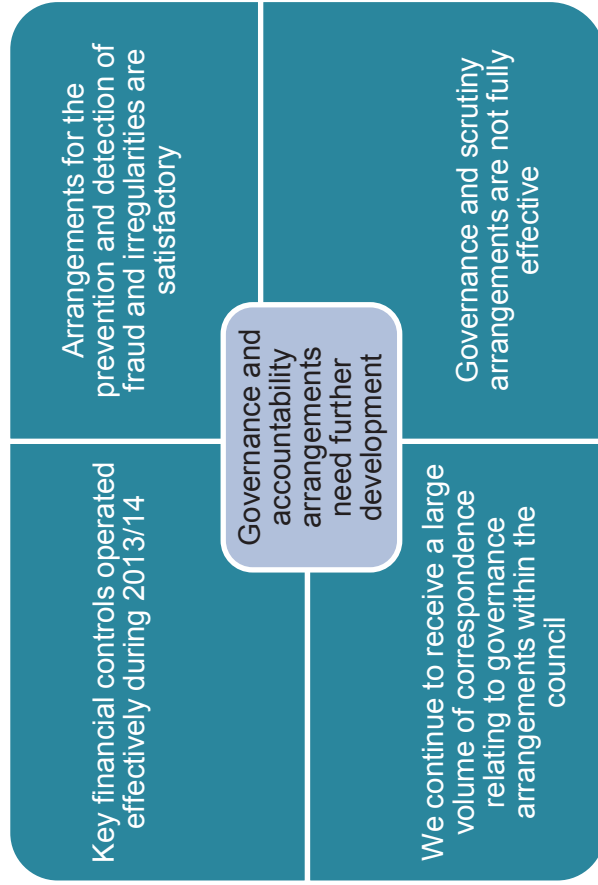 Key financial controls operated
effectively during 2013/14
Arrangements for the
prevention and detection of
fraud and irregularities are
satisfactory
Governance and
accountability
arrangements
need further
development
We continue to receive a large
volume of correspondence
relating to governance
arrangements within the
council
Governance and scrutiny
arrangements are not fully
effective